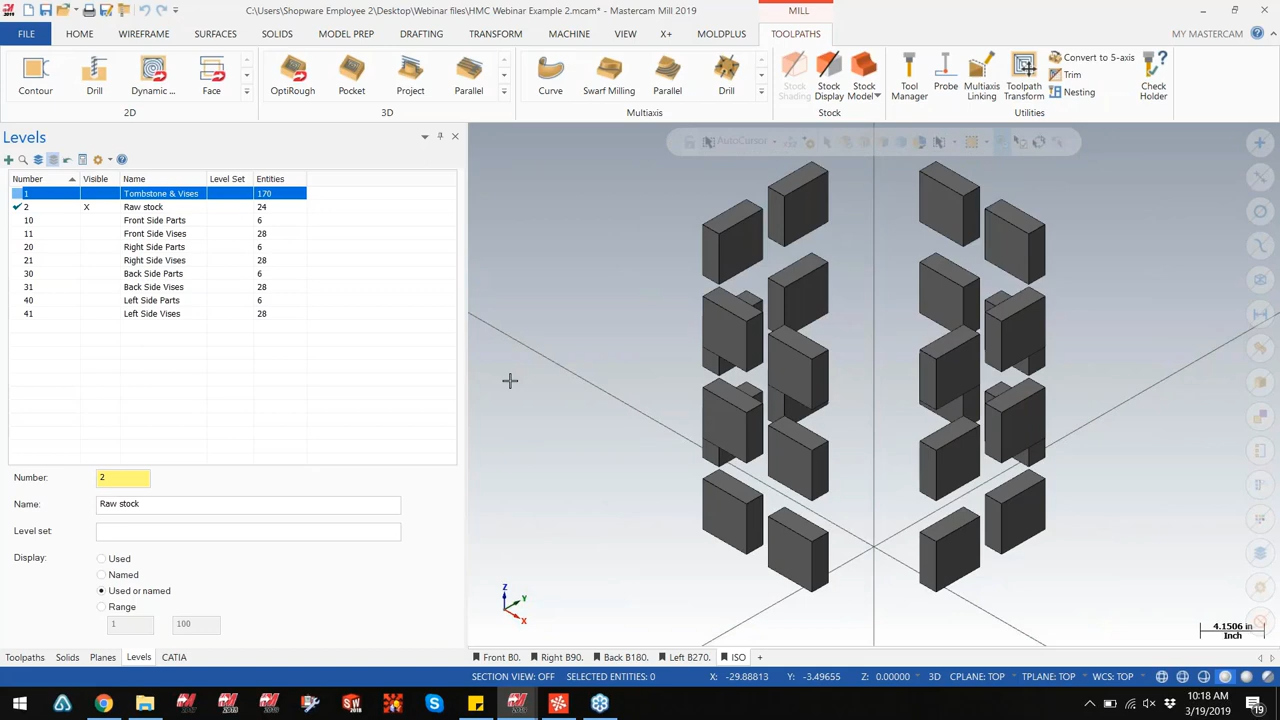 2019
C:\Users\Shopware Employee 2\Desktop\Webinar files\HMC Webinar Example 2.mcam* - Mastercam Mill 2019
MILL
FILE
HOME
WIREFRAME
SURFACES
SOLIDS
MODEL PREP
DRAFTING
TRANSFORM
MACHINE
VIEW
X+
MOLDPLUS
TOOLPATHS
MY MASTERCAM
Contour
Drill
Dynamic ...
Face
2D
OptiRough
Pocket
Project
Parallel
3D
Curve
Swarf Milling
Parallel
Drill
Multiaxis
Stock Shading
Stock Display
Stock Model
Stock
Tool Manager
Probe
Multiaxis Linking
Toolpath Transform
Convert to 5-axis
Trim
Nesting
Check Holder
Utilities
Levels
AutoCursor
Number Visible Name Level Set Entities
1 Tombstone & Vises 170
2 X Raw stock 24
10 Front Side Parts 6
11 Front Side Vises 28
20 Right Side Parts 6
21 Right Side Vises 28
30 Back Side Parts 6
31 Back Side Vises 28
40 Left Side Parts 6
41 Left Side Vises 28
Number: 2
Name: Raw stock
Level set:
Display: Used
Named
Used or named
Range
1 100
Z
Y
X
4.1506 in
Inch
Toolpaths Solids Planes Levels CATIA
Front B0. Right B90. Back B180. Left B270. ISO +
SECTION VIEW: OFF SELECTED ENTITIES: 0 X: -29.88813 Y: -3.49655 Z: 0.00000 3D CPLANE: TOP TPLANE: TOP WCS: TOP
10:18 AM
3/19/2019
19